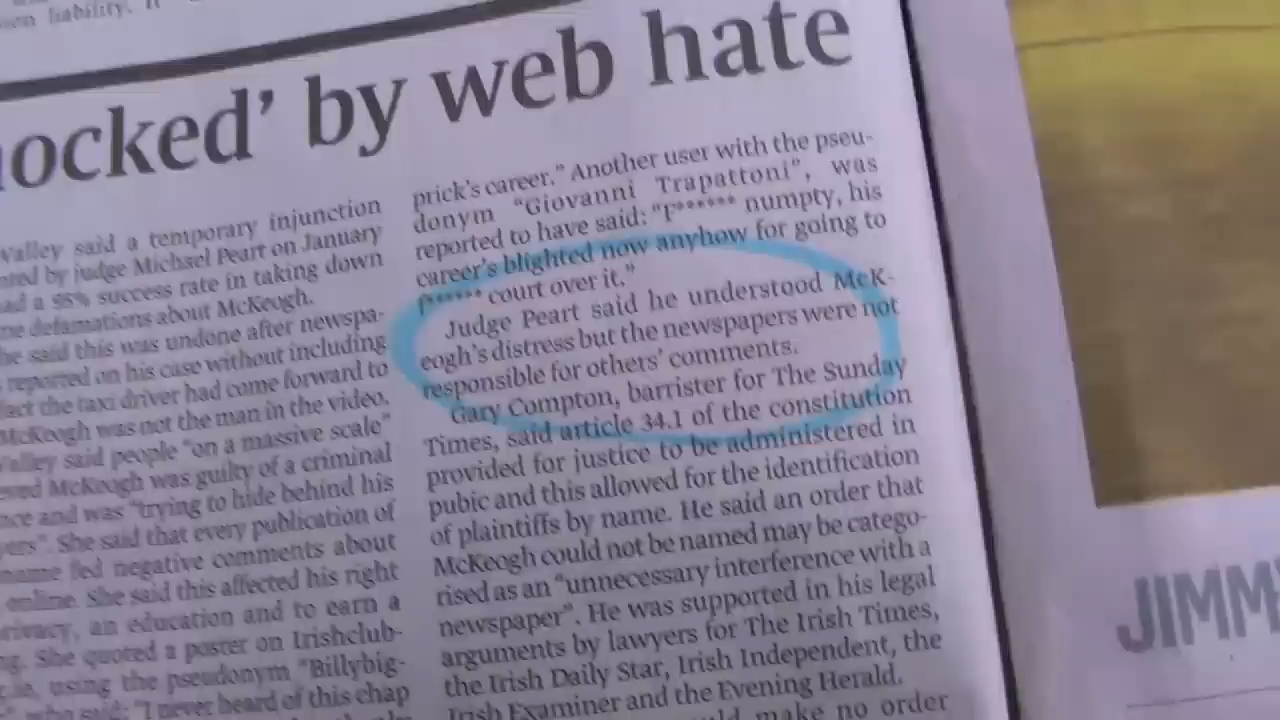 liability. It
ocked' by web hate
Valley said a temporary injunction
by judge Michael Peart on January
a 95% success rate in taking down
defamations about McKeogh.
he said this was undone after newspa-
reported on his case without including
fact the taxi driver had come forward to
McKeogh was not the man in the video.
Valley said people "on a massive scale"
McKeogh was guilty of a criminal
and was "trying to hide behind his
She said that every publication of
name fed negative comments about
online. She said this affected his right
privacy, an education and to earn a
She quoted a poster on Irishclub-
using the pseudonym "Billybig-
who said: "I never heard of this chap
prick's career." Another user with the pseu-
donym "Giovanni Trapattoni", was
reported to have said: "F****** numpty, his
career's blighted now anyhow for going to
f****** court over it."
Judge Peart said he understood McK-
eogh's distress but the newspapers were not
responsible for others' comments.
Gary Compton, barrister for The Sunday
Times, said article 34.1 of the constitution
provided for justice to be administered in
pubic and this allowed for the identification
of plaintiffs by name. He said an order that
McKeogh could not be named may be catego-
rised as an "unnecessary interference with a
newspaper". He was supported in his legal
arguments by lawyers for The Irish Times,
the Irish Daily Star, Irish Independent, the
Irish Examiner and the Evening Herald.
make no order
JIMM